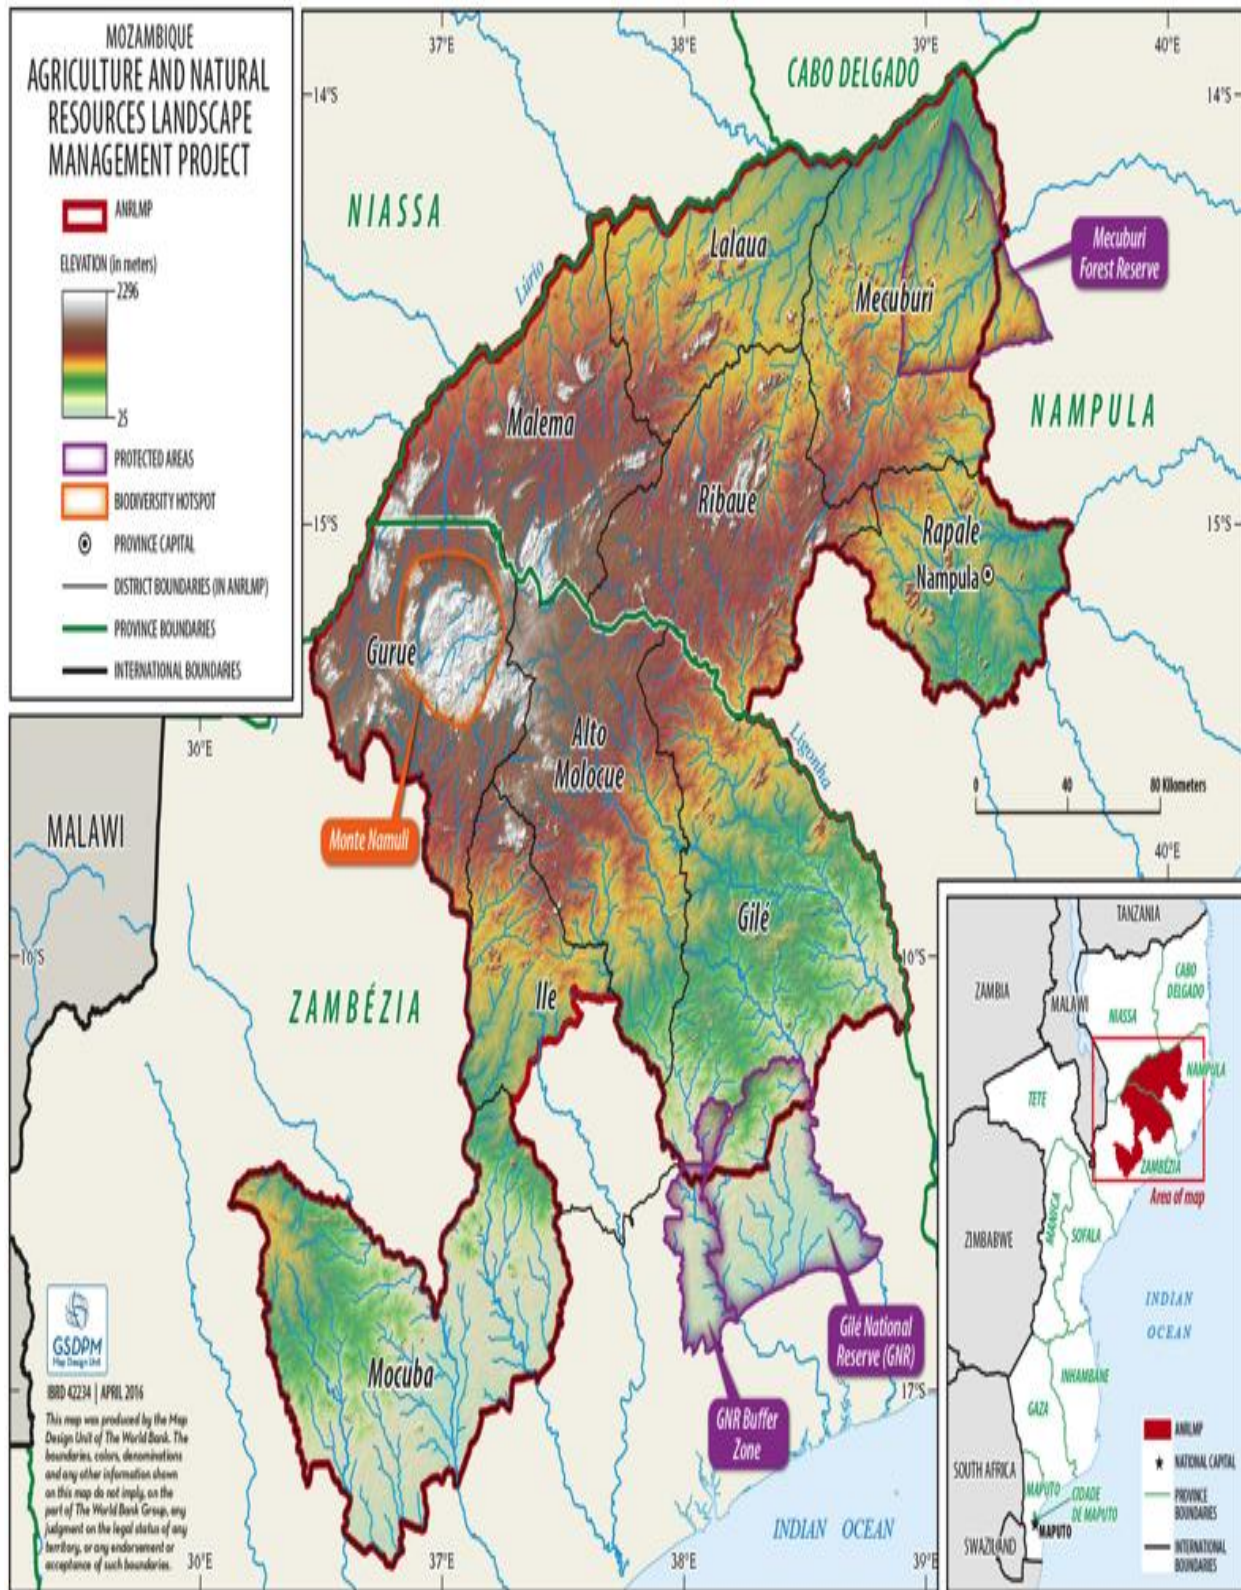 MOZAMBIQUE
AGRICULTURE AND NATURAL
RESOURCES LANDSCAPE
MANAGEMENT PROJECT
ANRLMP
ELEVATION (in meters)
2296
25
PROTECTED AREAS
BIODIVERSITY HOTSPOT
PROVINCE CAPITAL
DISTRICT BOUNDARIES (IN ANRLMP)
PROVINCE BOUNDARIES
INTERNATIONAL BOUNDARIES
37°E
38°E
39°E
40°E
14°S
14°S
CABO DELGADO
NIASSA
Lúrio
Lalaua
Mecuburi
Mecuburi
Forest Reserve
NAMPULA
Malema
Ribaue
15°S
15°S
Rapale
Nampula
Gurue
Alto
Molocue
Ligonha
0
40
80 Kilometers
30°E
40°E
MALAWI
Monte Namuli
Gilé
10°S
10°S
ZAMBÉZIA
Ile
Mocuba
Gilé National
Reserve (GNR)
GNR Buffer
Zone
17°S
INDIAN OCEAN
30°E
37°E
38°E
39°E
GSDPM
Map Design Unit
IBRD 42234 | APRIL 2016
This map was produced by the Map
Design Unit of The World Bank. The
boundaries, colors, denominations
and any other information shown
on this map do not imply, on the
part of The World Bank Group, any
judgment on the legal status of any
territory, or any endorsement or
acceptance of such boundaries.
TANZANIA
ZAMBIA
MALAWI
CABO
DELGADO
NIASSA
NAMPULA
TETE
ZAMBÉZIA
Area of map
MANICA
SOFALA
ZIMBABWE
INDIAN
OCEAN
INHAMBANE
GAZA
SOUTH AFRICA
MAPUTO
CIDADE
DE MAPUTO
MAPUTO
SWAZILAND
ANRLMP
NATIONAL CAPITAL
PROVINCE
BOUNDARIES
INTERNATIONAL
BOUNDARIES